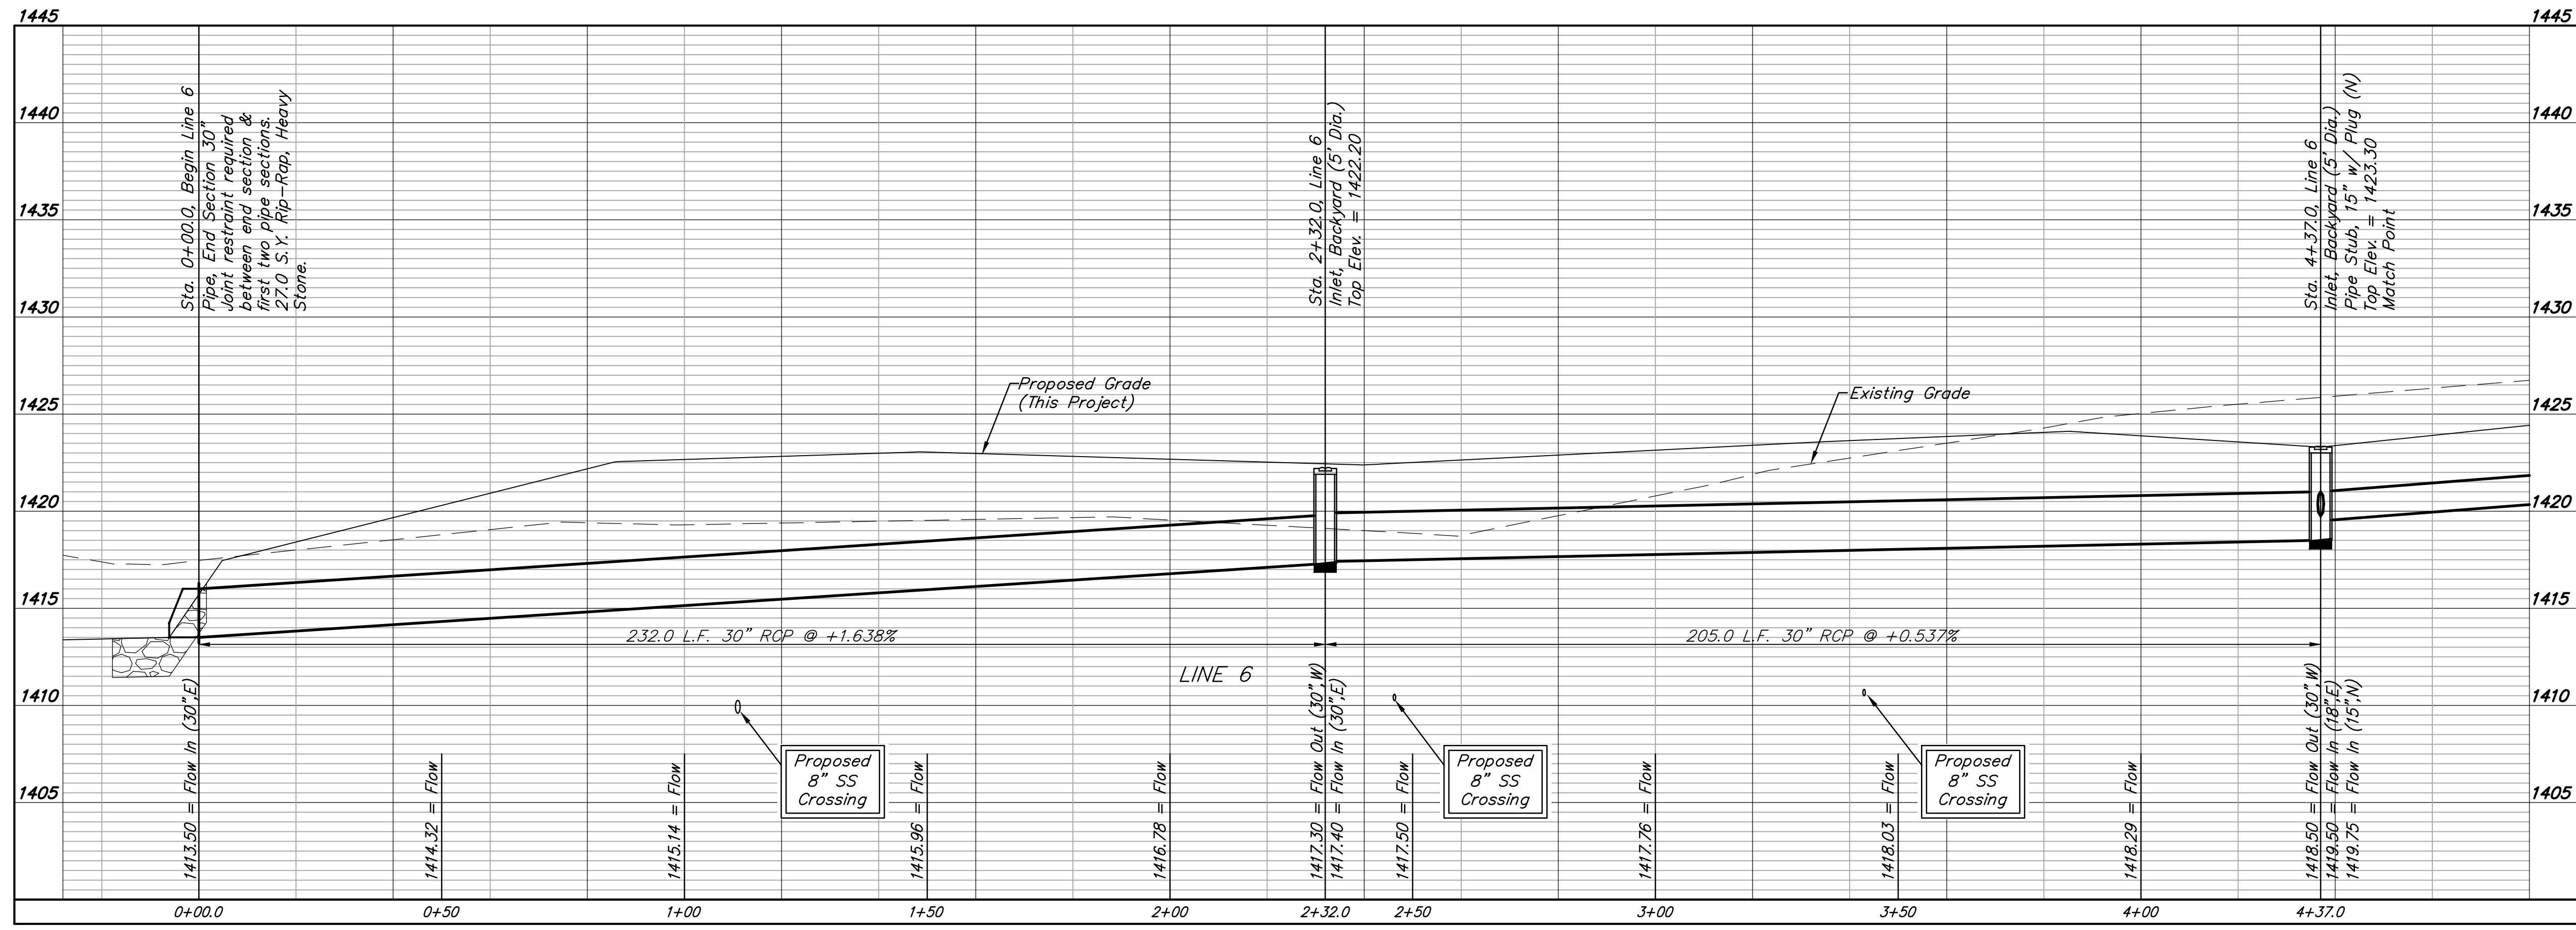 1445
1440
1435
1430
1425
1420
1415
1410
1405
Sta. 0+00.0, Begin Line 6
Pipe, End Section 30"
Joint restraint required
between end section &
first two pipe sections.
27.0 S.Y. Rip-Rap, Heavy
Stone.
Sta. 2+32.0, Line 6
Inlet, Backyard (5' Dia.)
Top Elev. = 1422.20
Sta. 4+37.0, Line 6
Inlet, Backyard (5' Dia.)
Pipe Stub, 15" w/ Plug (N)
Top Elev. = 1423.30
Match Point
1445
1440
1435
1430
1425
1420
1415
1410
1405
Proposed Grade
(This Project)
Existing Grade
232.0 L.F. 30" RCP @ +1.638%
205.0 L.F. 30" RCP @ +0.537%
LINE 6
Proposed
8" SS
Crossing
Proposed
8" SS
Crossing
Proposed
8" SS
Crossing
1413.50 = Flow In (30",E)
1414.32 = Flow
1415.14 = Flow
1415.96 = Flow
1416.78 = Flow
1417.30 = Flow Out (30",W)
1417.40 = Flow In (30",E)
1417.50 = Flow
1417.76 = Flow
1418.03 = Flow
1418.29 = Flow
1418.50 = Flow Out (30",W)
1419.50 = Flow In (18",E)
1419.75 = Flow In (15",N)
0+00.0
0+50
1+00
1+50
2+00
2+32.0
2+50
3+00
3+50
4+00
4+37.0